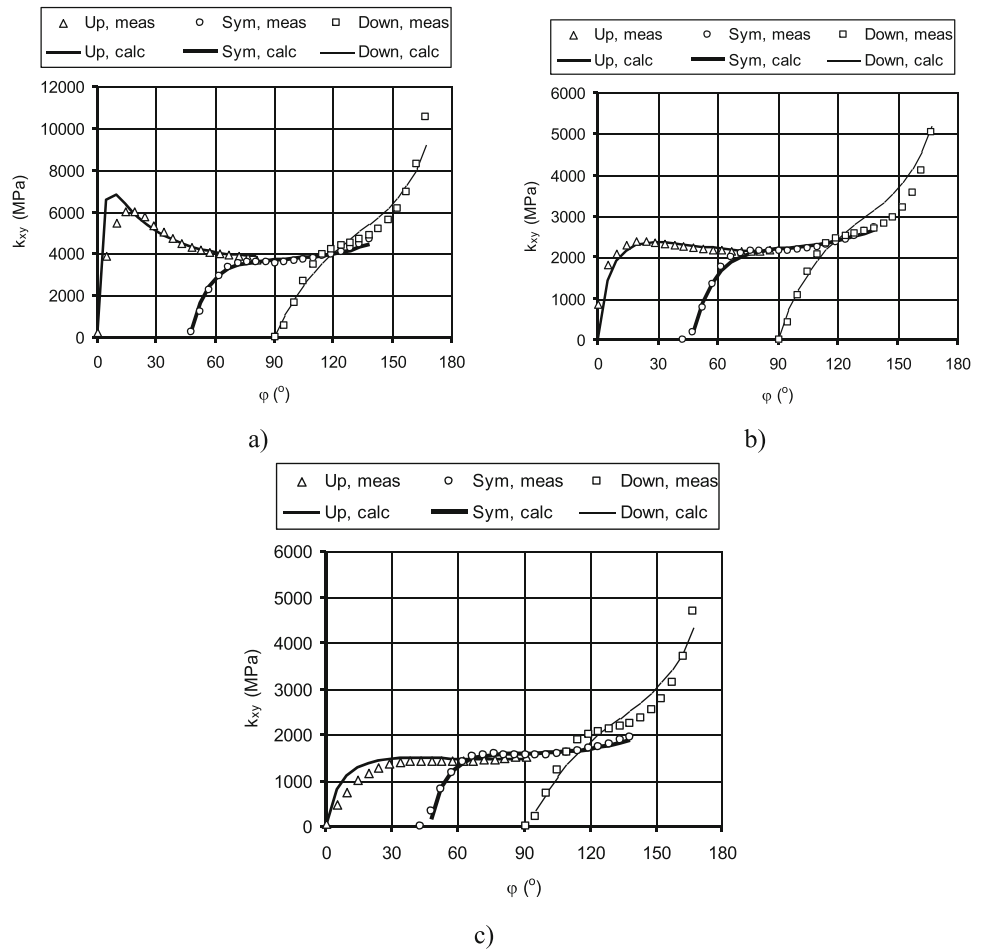 Up, meas Sym, meas Down, meas
Up, calc Sym, calc Down, calc
12000
10000
8000
6000
4000
2000
0
kxy (MPa)
0 30 60 90 120 150 180
φ (o)
a)
Up, meas Sym, meas Down, meas
Up, calc Sym, calc Down, calc
6000
5000
4000
3000
2000
1000
0
kxy (MPa)
0 30 60 90 120 150 180
φ (o)
b)
Up, meas Sym, meas Down, meas
Up, calc Sym, calc Down, calc
6000
5000
4000
3000
2000
1000
0
kxy (MPa)
0 30 60 90 120 150 180
φ (o)
c)